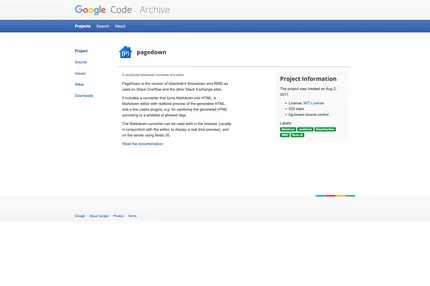 Google Code Archive
Projects Search About
Project
Source
Issues
Wikis
Downloads
pagedown
A JavaScript Markdown converter and editor
PageDown is the version of Attacklab's Showdown and WMD as
used on Stack Overflow and the other Stack Exchange sites.
It includes a converter that turns Markdown into HTML, a
Markdown editor with realtime preview of the generated HTML,
and a few useful plugins, e.g. for sanitizing the generated HTML
according to a whitelist of allowed tags.
The Markdown converter can be used both in the browser (usually
in conjunction with the editor, to display a real time preview), and
on the server using Node.JS.
Read the documentation.
Project Information
The project was created on Aug 2,
2011.
License: MIT License
530 stars
hg-based source control
Labels:
Markdown JavaScript StackOverflow
WMD Node.JS
Google About Google Privacy Terms